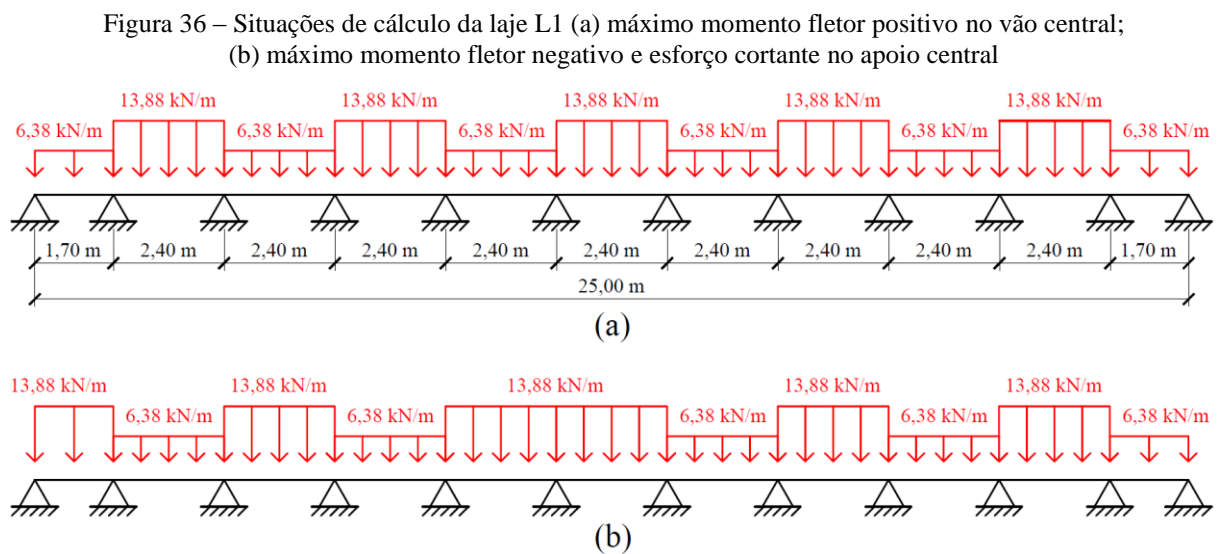 Figura 36 – Situações de cálculo da laje L1 (a) máximo momento fletor positivo no vão central;
(b) máximo momento fletor negativo e esforço cortante no apoio central
13,88 kN/m 13,88 kN/m 13,88 kN/m 13,88 kN/m 13,88 kN/m
6,38 kN/m 6,38 kN/m 6,38 kN/m 6,38 kN/m 6,38 kN/m 6,38 kN/m
1,70 m 2,40 m 2,40 m 2,40 m 2,40 m 2,40 m 2,40 m 2,40 m 2,40 m 2,40 m 1,70 m
25,00 m
(a)
13,88 kN/m 13,88 kN/m 13,88 kN/m 13,88 kN/m 13,88 kN/m
6,38 kN/m 6,38 kN/m 6,38 kN/m 6,38 kN/m 6,38 kN/m
(b)